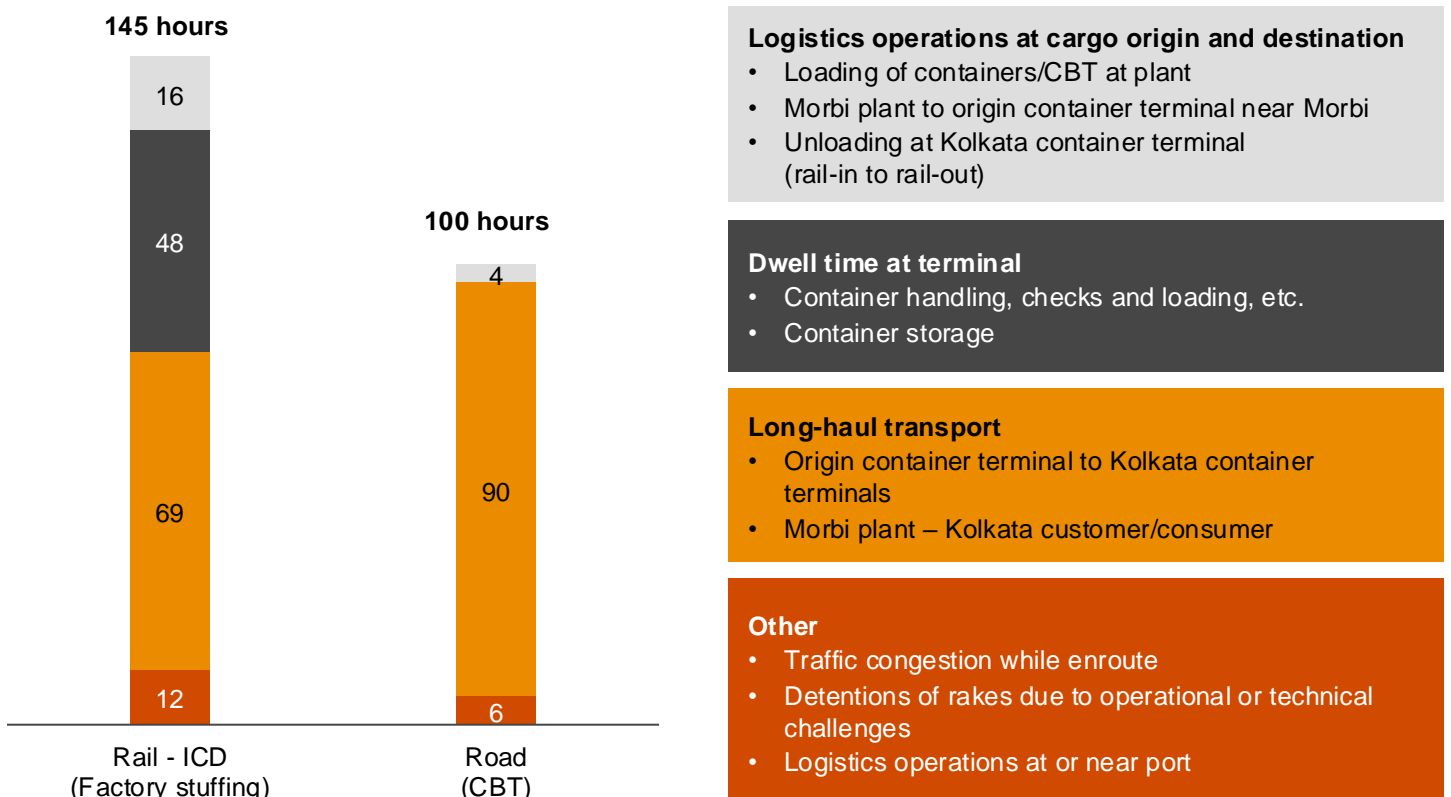 145 hours
16
48
69
12
Rail - ICD
(Factory stuffing)
100 hours
4
90
6
Road
(CBT)
Logistics operations at cargo origin and destination
• Loading of containers/CBT at plant
• Morbi plant to origin container terminal near Morbi
• Unloading at Kolkata container terminal
(rail-in to rail-out)
Dwell time at terminal
• Container handling, checks and loading, etc.
• Container storage
Long-haul transport
• Origin container terminal to Kolkata container
terminals
• Morbi plant – Kolkata customer/consumer
Other
• Traffic congestion while enroute
• Detentions of rakes due to operational or technical
challenges
• Logistics operations at or near port